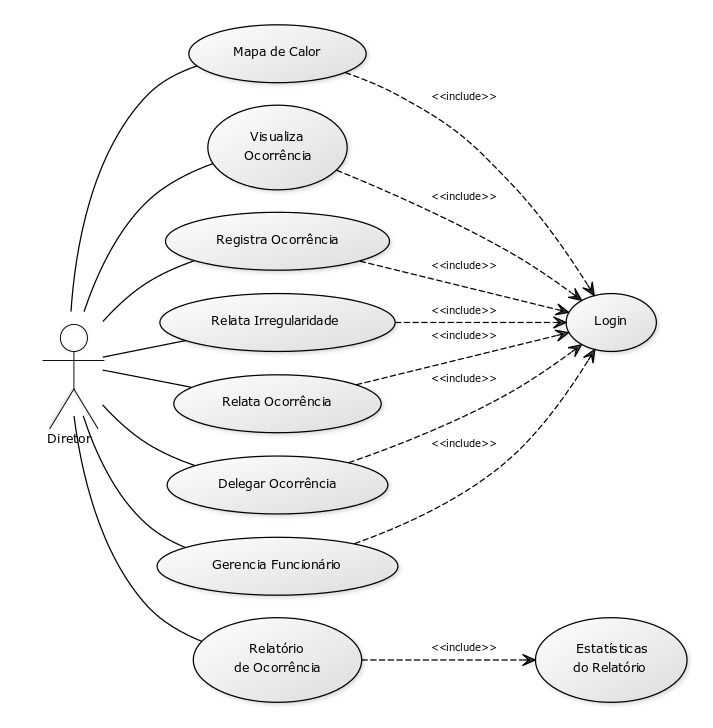 Mapa de Calor
<<include>>
Visualiza
Ocorrência
<<include>>
Registra Ocorrência
<<include>>
Relata Irregularidade
<<include>>
Login
<<include>>
Relata Ocorrência
<<include>>
Diretor
<<include>>
Delegar Ocorrência
Gerencia Funcionário
Relatório
de Ocorrência
<<include>>
Estatísticas
do Relatório